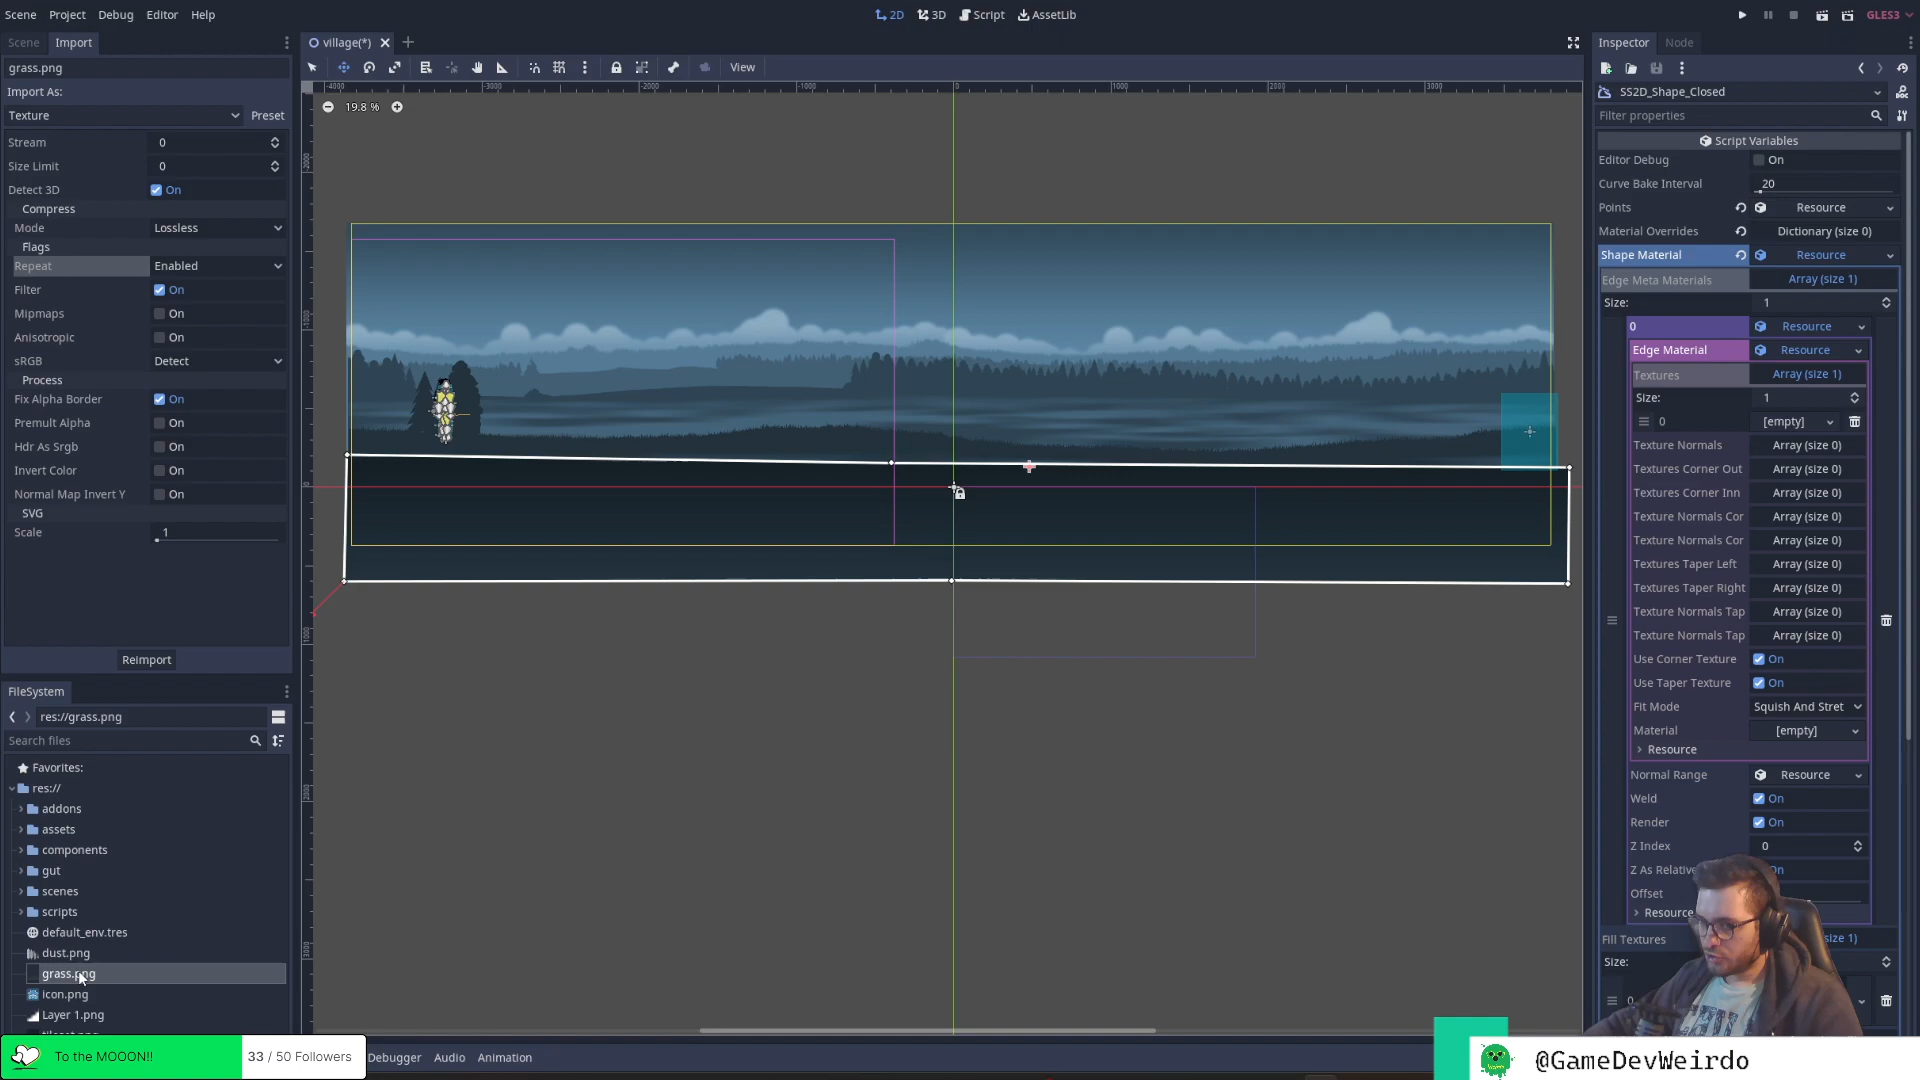 Scene Project Debug Editor Help
2D 3D Script AssetLib
GLES3
Scene Import
village(*)
Inspector Node
grass.png
View
Import As:
Texture Preset
SS2D_Shape_Closed
19.8 %
Filter properties
Script Variables
Stream 0
Editor Debug On
Size Limit 0
Curve Bake Interval 20
Detect 3D On
Points Resource
Compress
Material Overrides Dictionary (size 0)
Mode Lossless
Shape Material Resource
Flags
Edge Meta Materials Array (size 1)
Repeat Enabled
Size: 1
Filter On
0 Resource
Mipmaps On
Edge Material Resource
Anisotropic On
Textures Array (size 1)
sRGB Detect
Size: 1
Process
0 [empty]
Fix Alpha Border On
Texture Normals Array (size 0)
Premult Alpha On
Textures Corner Out Array (size 0)
Hdr As Srgb On
Textures Corner Inn Array (size 0)
Invert Color On
Texture Normals Cor Array (size 0)
Normal Map Invert Y On
Texture Normals Cor Array (size 0)
SVG
Textures Taper Left Array (size 0)
Scale 1
Textures Taper Right Array (size 0)
Texture Normals Tap Array (size 0)
Texture Normals Tap Array (size 0)
Reimport
Use Corner Texture On
Use Taper Texture On
Fit Mode Squish And Stret
Material [empty]
Resource
Normal Range Resource
Weld On
Render On
Z Index 0
Z As Relative On
Offset
Resource
Fill Textures size 1)
Size:
0
FileSystem
res://grass.png
Search files
Favorites:
res://
addons
assets
components
gut
scenes
scripts
default_env.tres
dust.png
grass.png
icon.png
Layer 1.png
To the MOOON!! 33 / 50 Followers
Debugger Audio Animation
@GameDevWeirdo